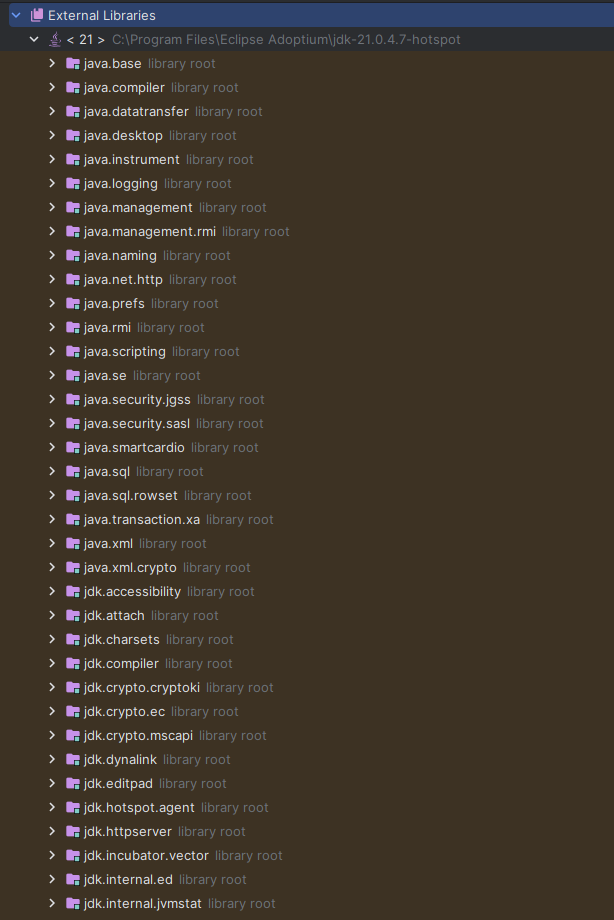 External Libraries
< 21 > C:\Program Files\Eclipse Adoptium\jdk-21.0.4.7-hotspot
java.base library root
java.compiler library root
java.datatransfer library root
java.desktop library root
java.instrument library root
java.logging library root
java.management library root
java.management.rmi library root
java.naming library root
java.net.http library root
java.prefs library root
java.rmi library root
java.scripting library root
java.se library root
java.security.jgss library root
java.security.sasl library root
java.smartcardio library root
java.sql library root
java.sql.rowset library root
java.transaction.xa library root
java.xml library root
java.xml.crypto library root
jdk.accessibility library root
jdk.attach library root
jdk.charsets library root
jdk.compiler library root
jdk.crypto.cryptoki library root
jdk.crypto.ec library root
jdk.crypto.mscapi library root
jdk.dynalink library root
jdk.editpad library root
jdk.hotspot.agent library root
jdk.httpserver library root
jdk.incubator.vector library root
jdk.internal.ed library root
jdk.internal.jvmstat library root